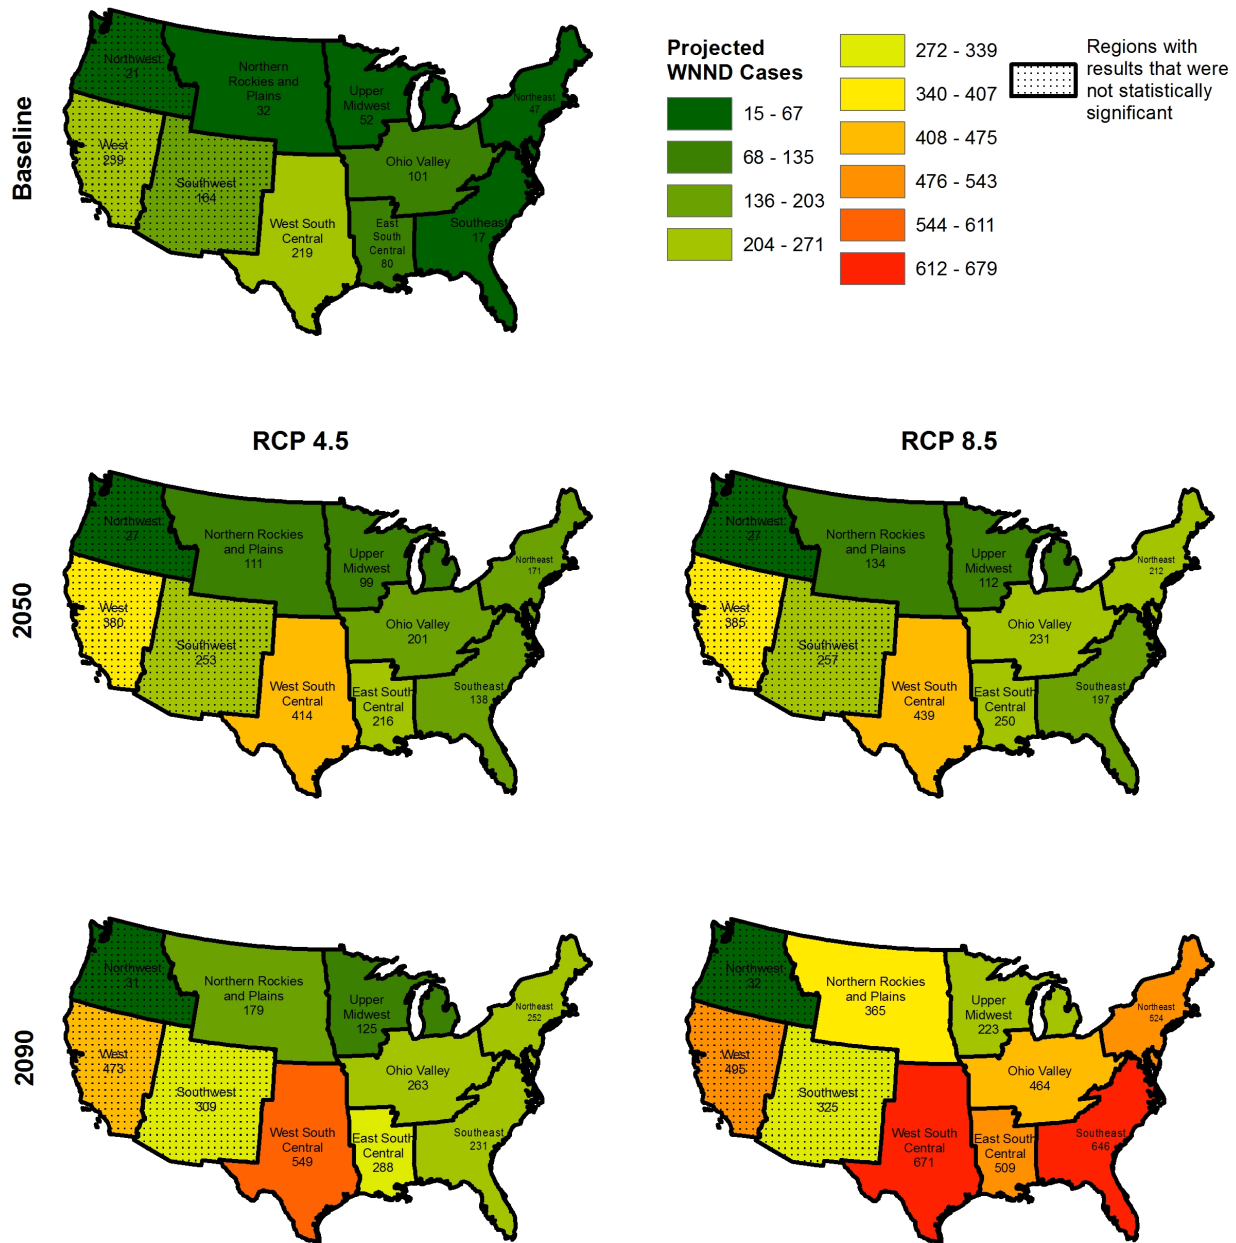 Baseline
Northwest
21
Northern
Rockies and
Plains
32
Upper
Midwest
52
Northeast
47
West
239
Southwest
164
Ohio Valley
101
West South
Central
219
East
South
Central
80
Southeast
17
Projected
WNND Cases
15 - 67
68 - 135
136 - 203
204 - 271
272 - 339
340 - 407
408 - 475
476 - 543
544 - 611
612 - 679
Regions with
results that were
not statistically
significant
RCP 4.5
RCP 8.5
2050
Northwest
27
Northern Rockies
and Plains
111
Upper
Midwest
99
Northeast
171
West
380
Southwest
253
Ohio Valley
201
West South
Central
414
East South
Central
216
Southeast
138
Northwest
27
Northern Rockies
and Plains
134
Upper
Midwest
112
Northeast
212
West
385
Southwest
257
Ohio Valley
231
West South
Central
439
East South
Central
250
Southeast
197
2090
Northwest
31
Northern Rockies
and Plains
179
Upper
Midwest
125
Northeast
252
West
473
Southwest
309
Ohio Valley
263
West South
Central
549
East South
Central
288
Southeast
231
Northwest
32
Northern Rockies
and Plains
365
Upper
Midwest
223
Northeast
524
West
495
Southwest
325
Ohio Valley
464
West South
Central
671
East South
Central
509
Southeast
646